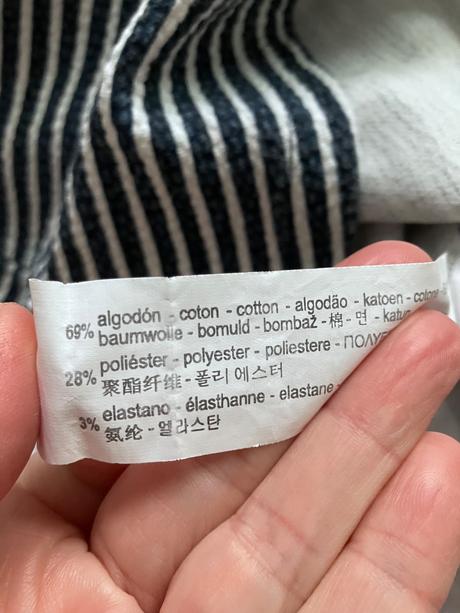 69% algodón - coton - cotton - algodão - katoen - cotone
baumwolle - bomuld - bombaž - 棉 - 면 -
28% poliéster - polyester - poliestere -
聚酯纤维 - 폴리 에스터
3% elastano - élasthanne - elastane -
氨纶 - 엘라스탄